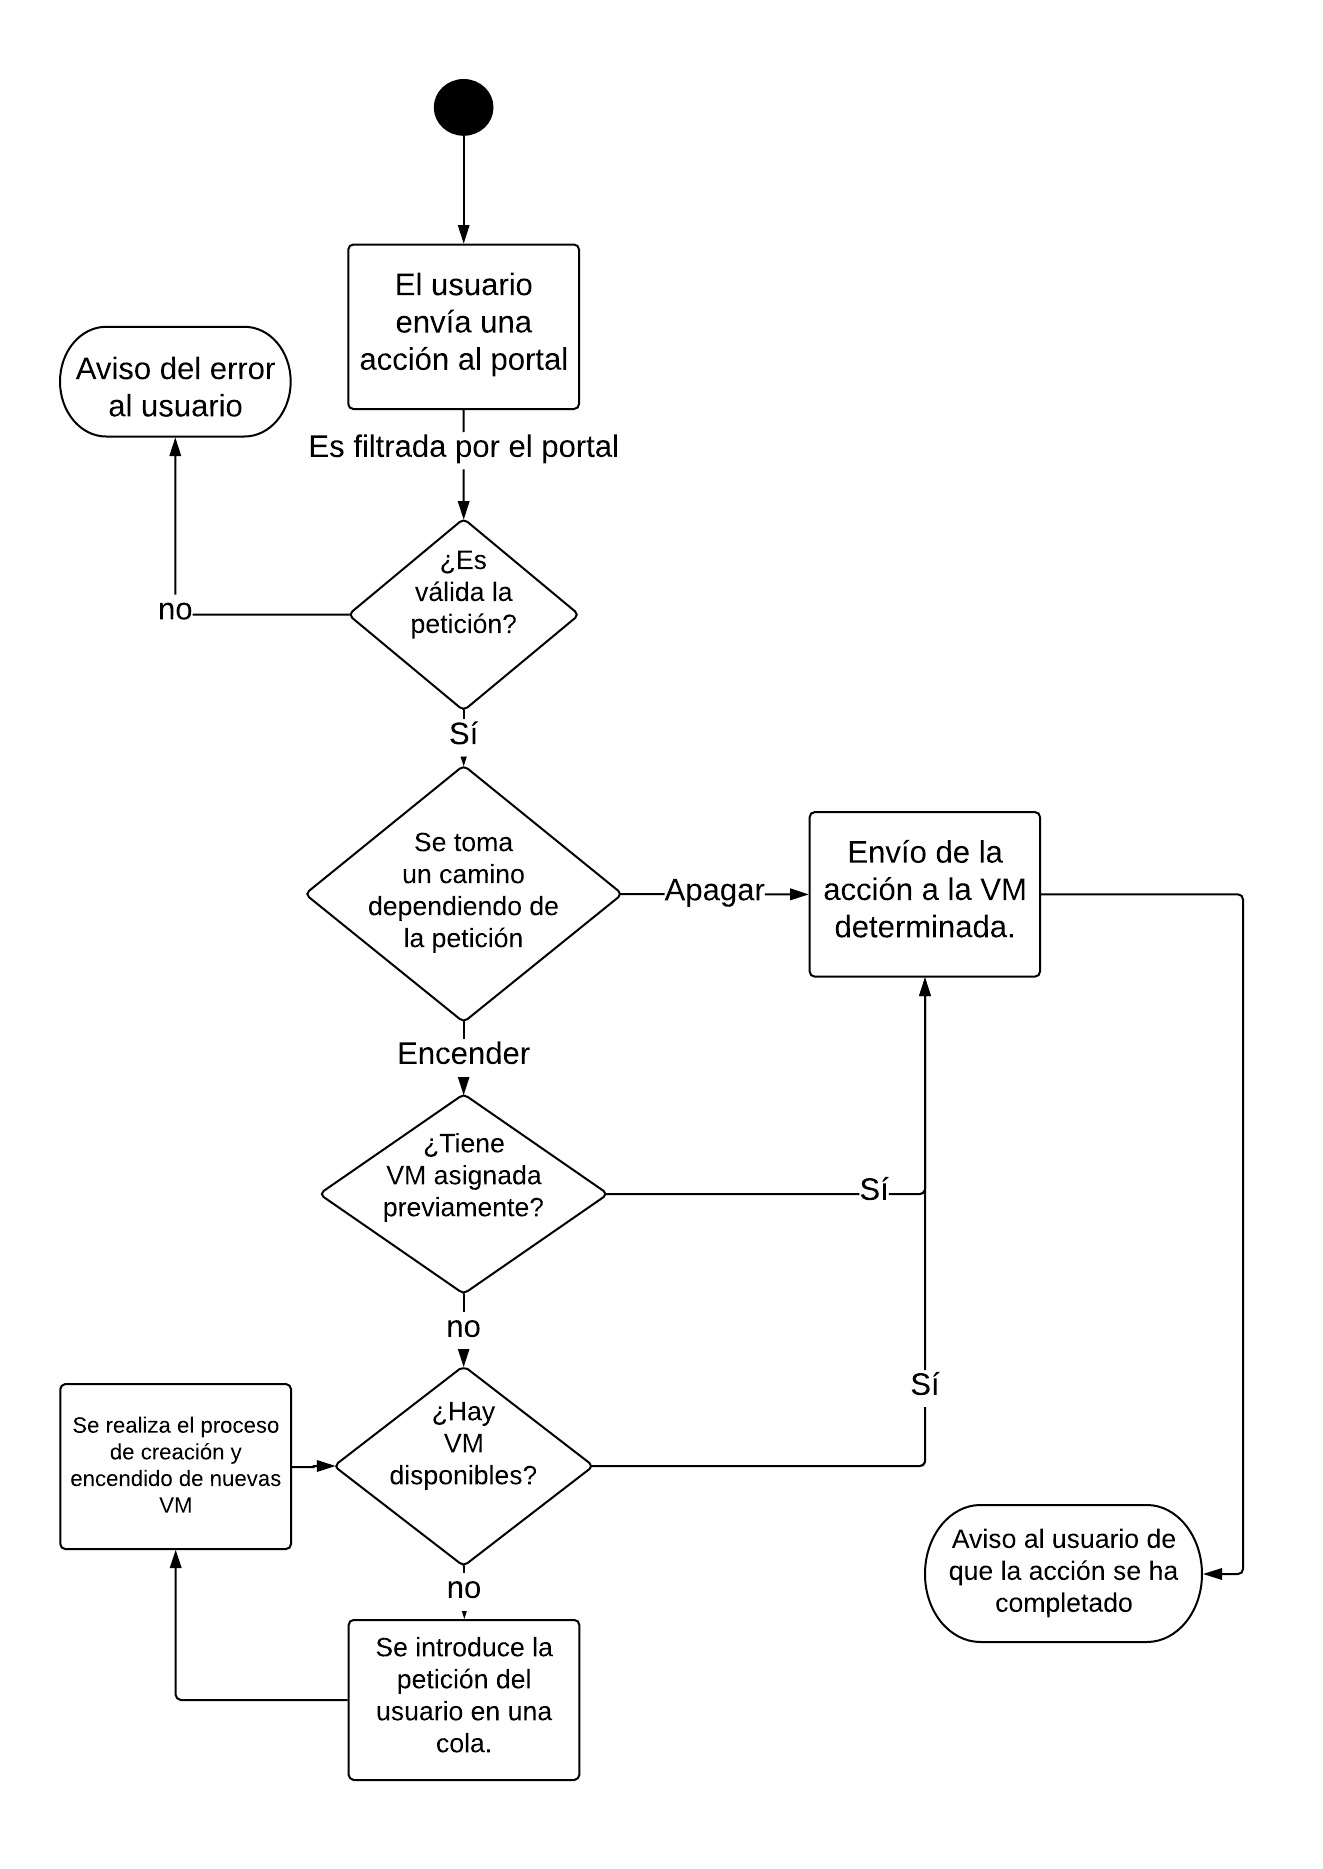 El usuario
envía una
acción al portal
Aviso del error
al usuario
Es filtrada por el portal
¿Es
válida la
petición?
no
Sí
Se toma
un camino
dependiendo de
la petición
Apagar
Envío de la
acción a la VM
determinada.
Encender
¿Tiene
VM asignada
previamente?
Sí
no
¿Hay
VM
disponibles?
Sí
Se realiza el proceso
de creación y
encendido de nuevas
VM
no
Aviso al usuario de
que la acción se ha
completado
Se introduce la
petición del
usuario en una
cola.